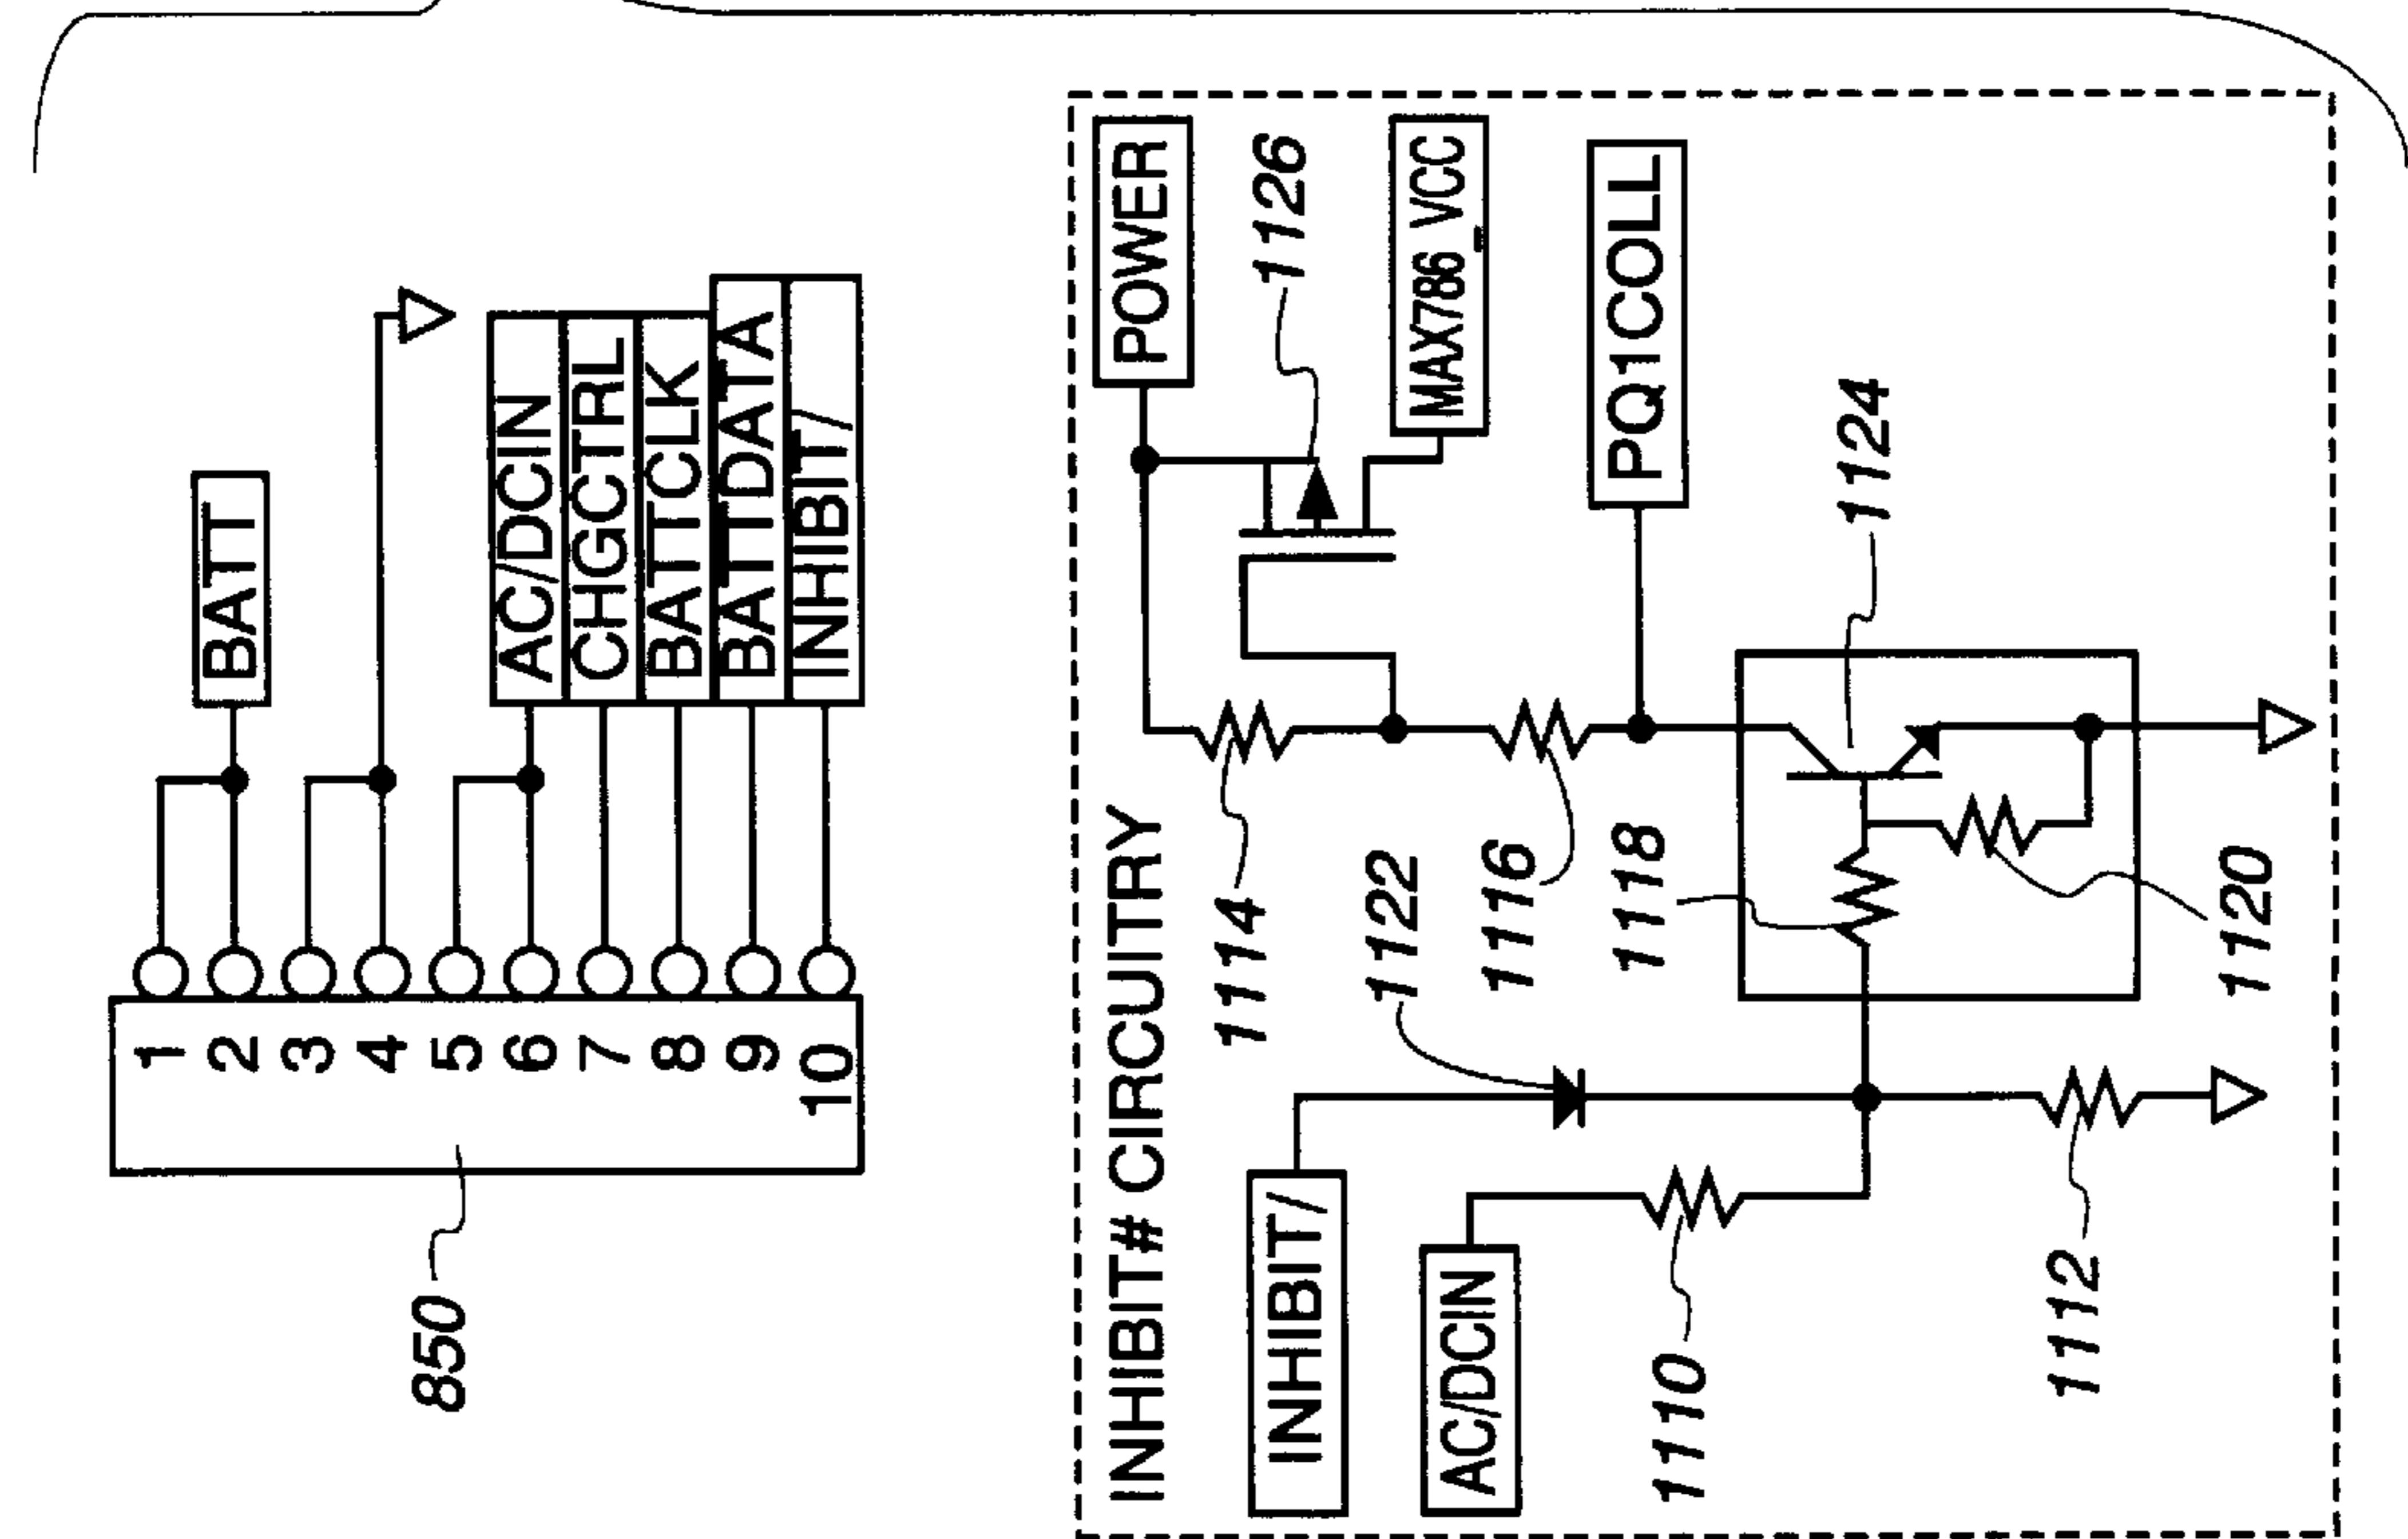 850
1
2
3
4
5
6
7
8
9
10
BATT
AC/DCIN
CHGCTRL
BATTCLK
BATTDATA
INHIBIT/
INHIBIT# CIRCUITRY
POWER
1126
MAX786_VCC
PQ1COLL
1124
1114
1122
1116
1118
1120
INHIBIT/
AC/DCIN
1110
1112